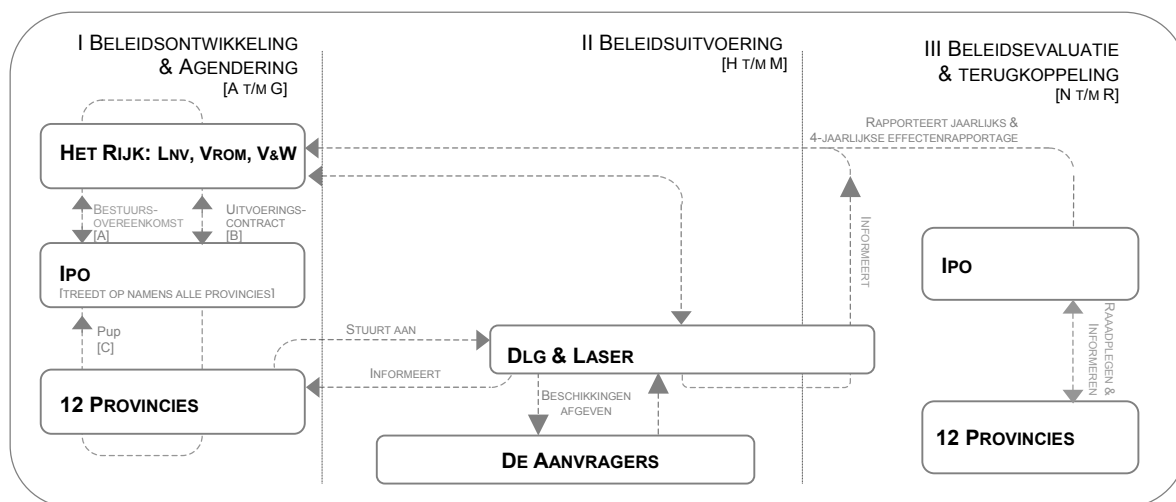 I BELEIDSONTWIKKELING
& AGENDERING
[A T/M G]
II BELEIDSUITVOERING
[H T/M M]
III BELEIDSEVALUATIE
& TERUGKOPPELING
[N T/M R]
RAPPORTEERT JAARLIJKS &
4-JAARLIJKSE EFFECTENRAPPORTAGE
HET RIJK: LNV, VROM, V&W
BESTUURS-
OVEREENKOMST
[A]
UITVOERINGS-
CONTRACT
[B]
INFORMEERT
IPO
[TREEDT OP NAMENS ALLE PROVINCIES]
IPO
Pup
[C]
STUURT AAN
DLG & LASER
INFORMEERT
RAAADPLEGEN &
INFORMEREN
12 PROVINCIES
BESCHIKKINGEN
AFGEVEN
DE AANVRAGERS
12 PROVINCIES